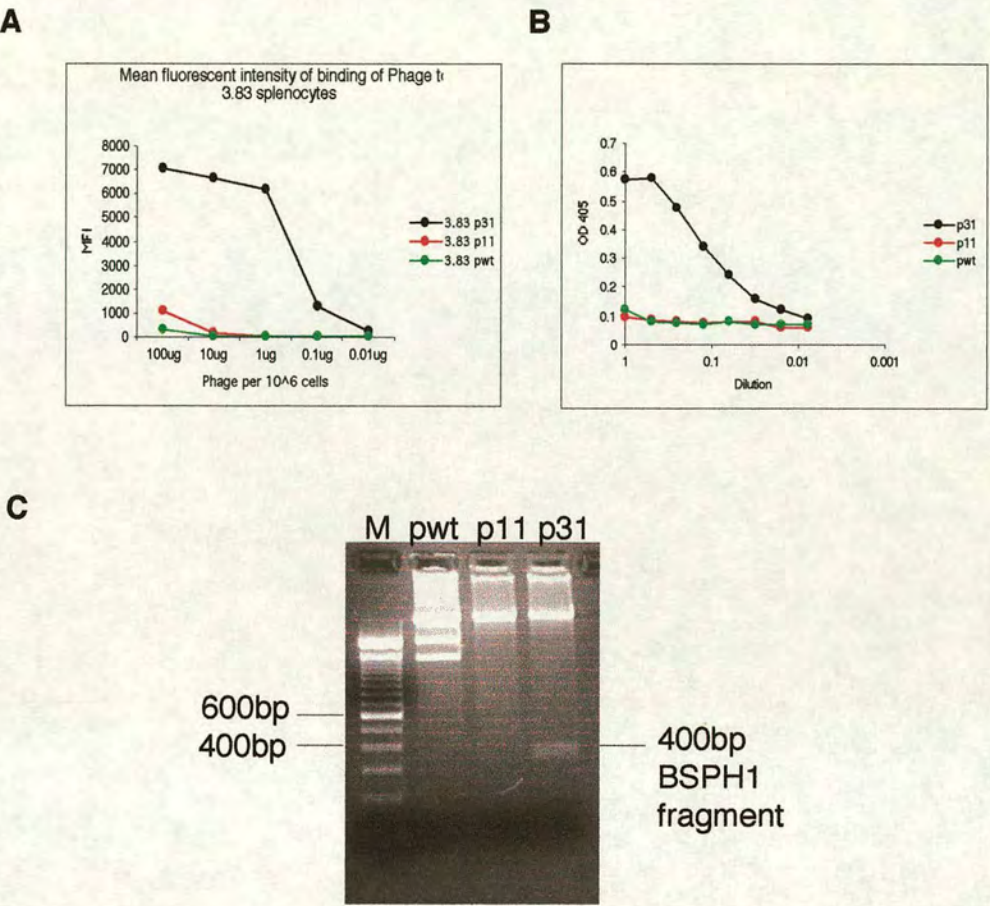 A
Mean fluorescent intensity of binding of Phage t
3.83 splenocytes
8000
7000
6000
5000
4000
3000
2000
1000
0
MFI
100ug 10ug 1ug 0.1ug 0.01ug
Phage per 10^6 cells
3.83 p31
3.83 p11
3.83 pwt
B
0.7
0.6
0.5
0.4
0.3
0.2
0.1
0
OD 405
1 0.1 0.01 0.001
Dilution
p31
p11
pwt
C
M pwt p11 p31
600bp
400bp
400bp
BSPH1
fragment